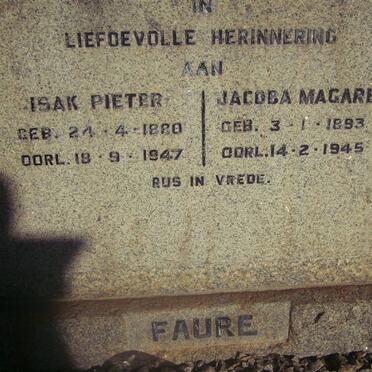 IN
LIEFDEVOLLE HERINNERING
AAN
ISAK PIETER
GEB. 24 · 4 · 1880
OORL. 18 · 9 · 1947
JACOBA MAGARE
GEB. 3 · 1 · 1893
OORL. 14 · 2 · 1945
RUS IN VREDE.
FAURE